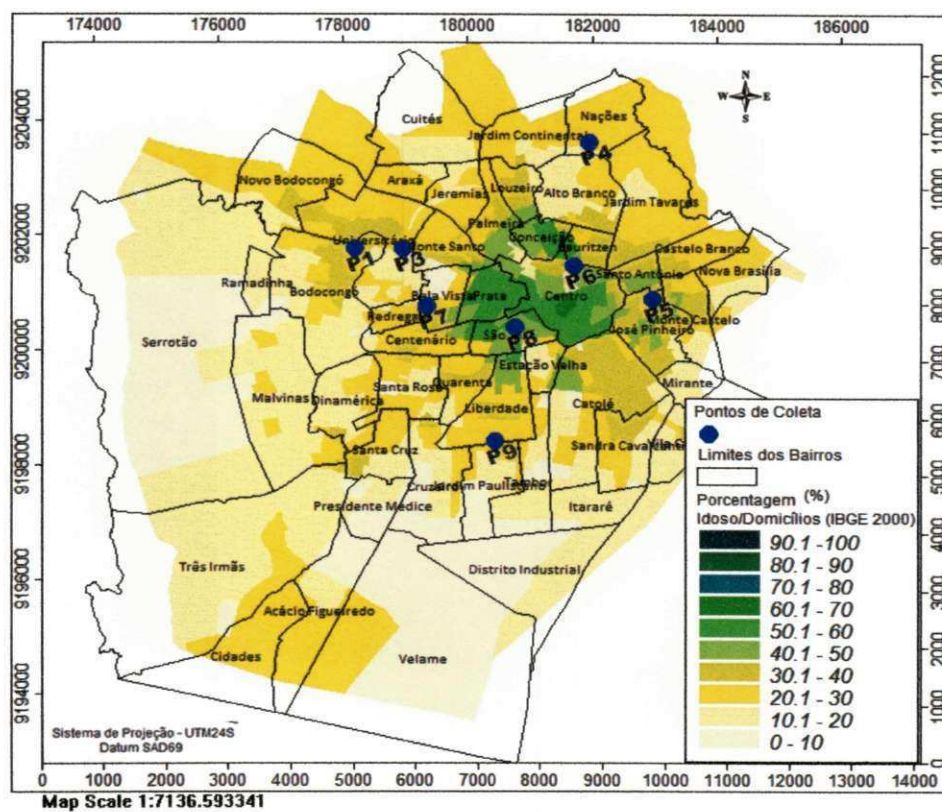 174000 176000 178000 180000 182000 184000 186000
9204000
9202000
9200000
9198000
9196000
9194000
12000
11000
10000
9000
8000
7000
6000
5000
4000
3000
2000
1000
0
N
W E
S
Cuités
Nações
Jardim Continental
P4
Novo Bodocongó
Araxá
Jeremias
Louzeiro
Alto Branco
Jardim Tavares
Palmeira
Universitário
Monte Santo
Conceição
Lauritzen
Castelo Branco
P1
P3
P6
Santo Antônio
Nova Brasília
Ramadinha
Bodocongó
Bela Vista
Prata
Centro
P5
Pedregal
P7
São
P8
José Pinheiro
Monte Castelo
Serrotão
Centenário
Estação Velha
Malvinas
Dinamérica
Santa Rosa
Quarenta
Liberdade
Catolé
Mirante
Santa Cruz
P9
Sandra Cavalcanti
Cruzeiro
Jardim Paulistano
Tambor
Presidente Médice
Itararé
Três Irmãs
Distrito Industrial
Acácio Figueiredo
Cidades
Velame
Pontos de Coleta
Limites dos Bairros
Porcentagem (%)
Idoso/Domicílios (IBGE 2000)
90.1 -100
80.1 - 90
70.1 - 80
60.1 - 70
50.1 - 60
40.1 - 50
30.1 - 40
20.1 - 30
10.1 - 20
0 - 10
Sistema de Projeção - UTM24S
Datum SAD69
0 1000 2000 3000 4000 5000 6000 7000 8000 9000 10000 11000 12000 13000 14000
Map Scale 1:7136.593341